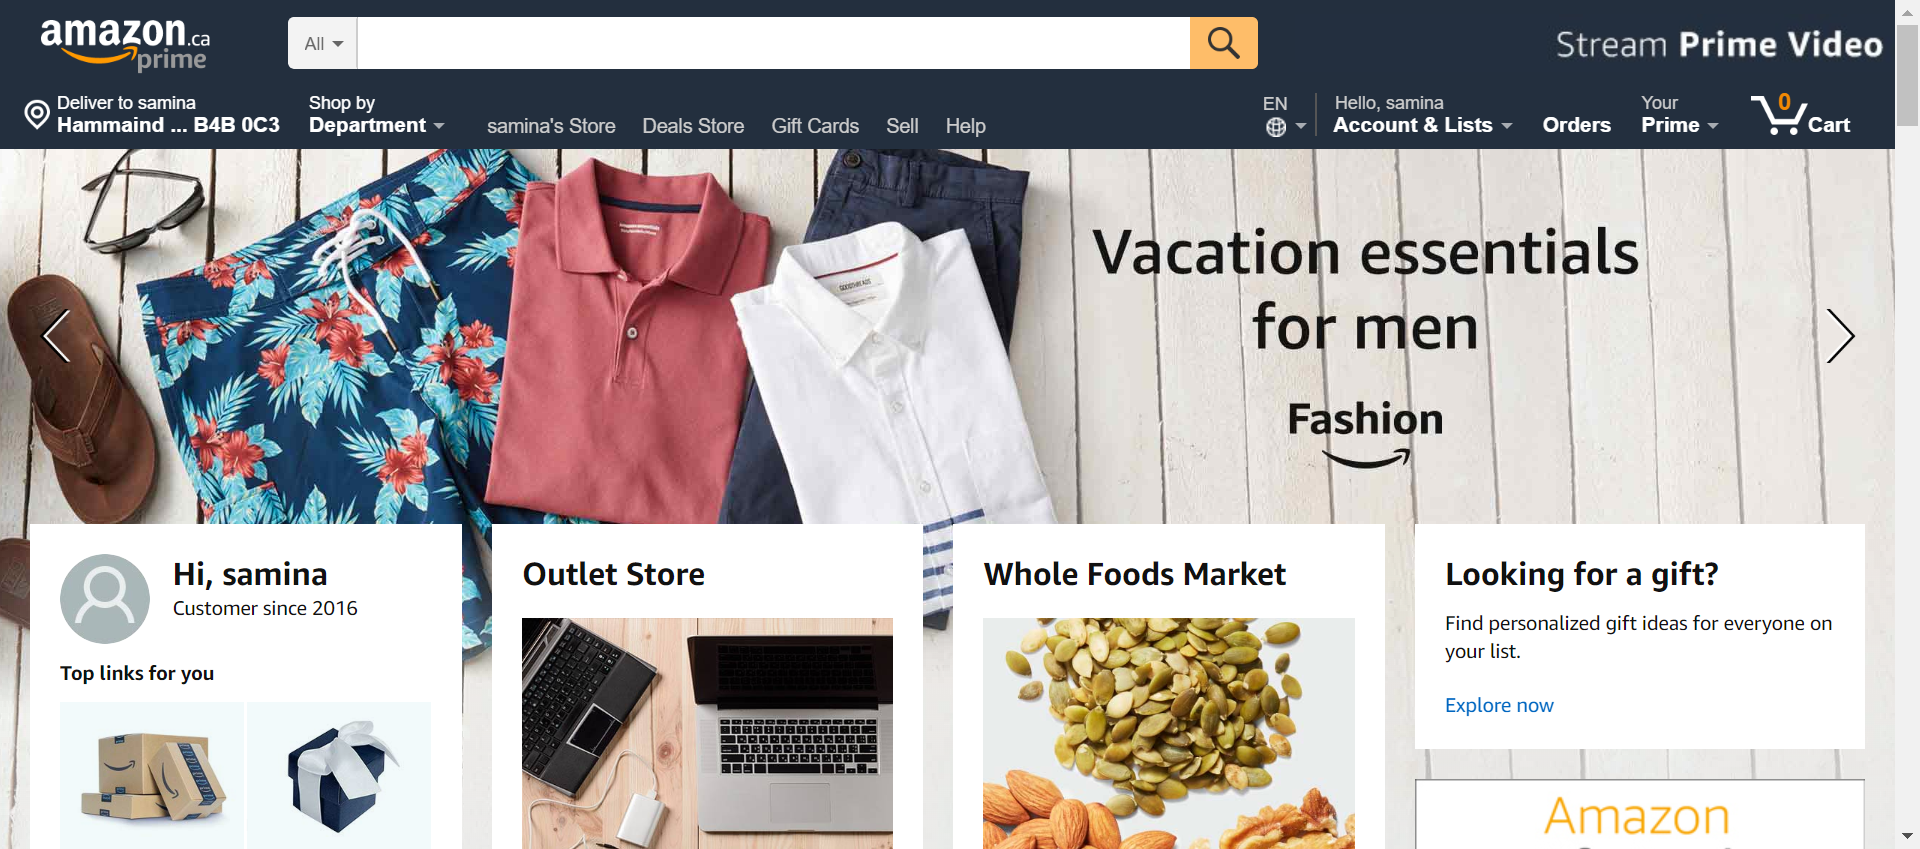 amazon.ca
prime
All
Stream Prime Video
Deliver to samina
Hammaind ... B4B 0C3
Shop by
Department
samina's Store
Deals Store
Gift Cards
Sell
Help
EN
Hello, samina
Account & Lists
Orders
Your
Prime
0
Cart
Vacation essentials
for men
Fashion
GOODTHREADS
Hi, samina
Customer since 2016
Top links for you
Outlet Store
Whole Foods Market
Looking for a gift?
Find personalized gift ideas for everyone on
your list.
Explore now
Amazon